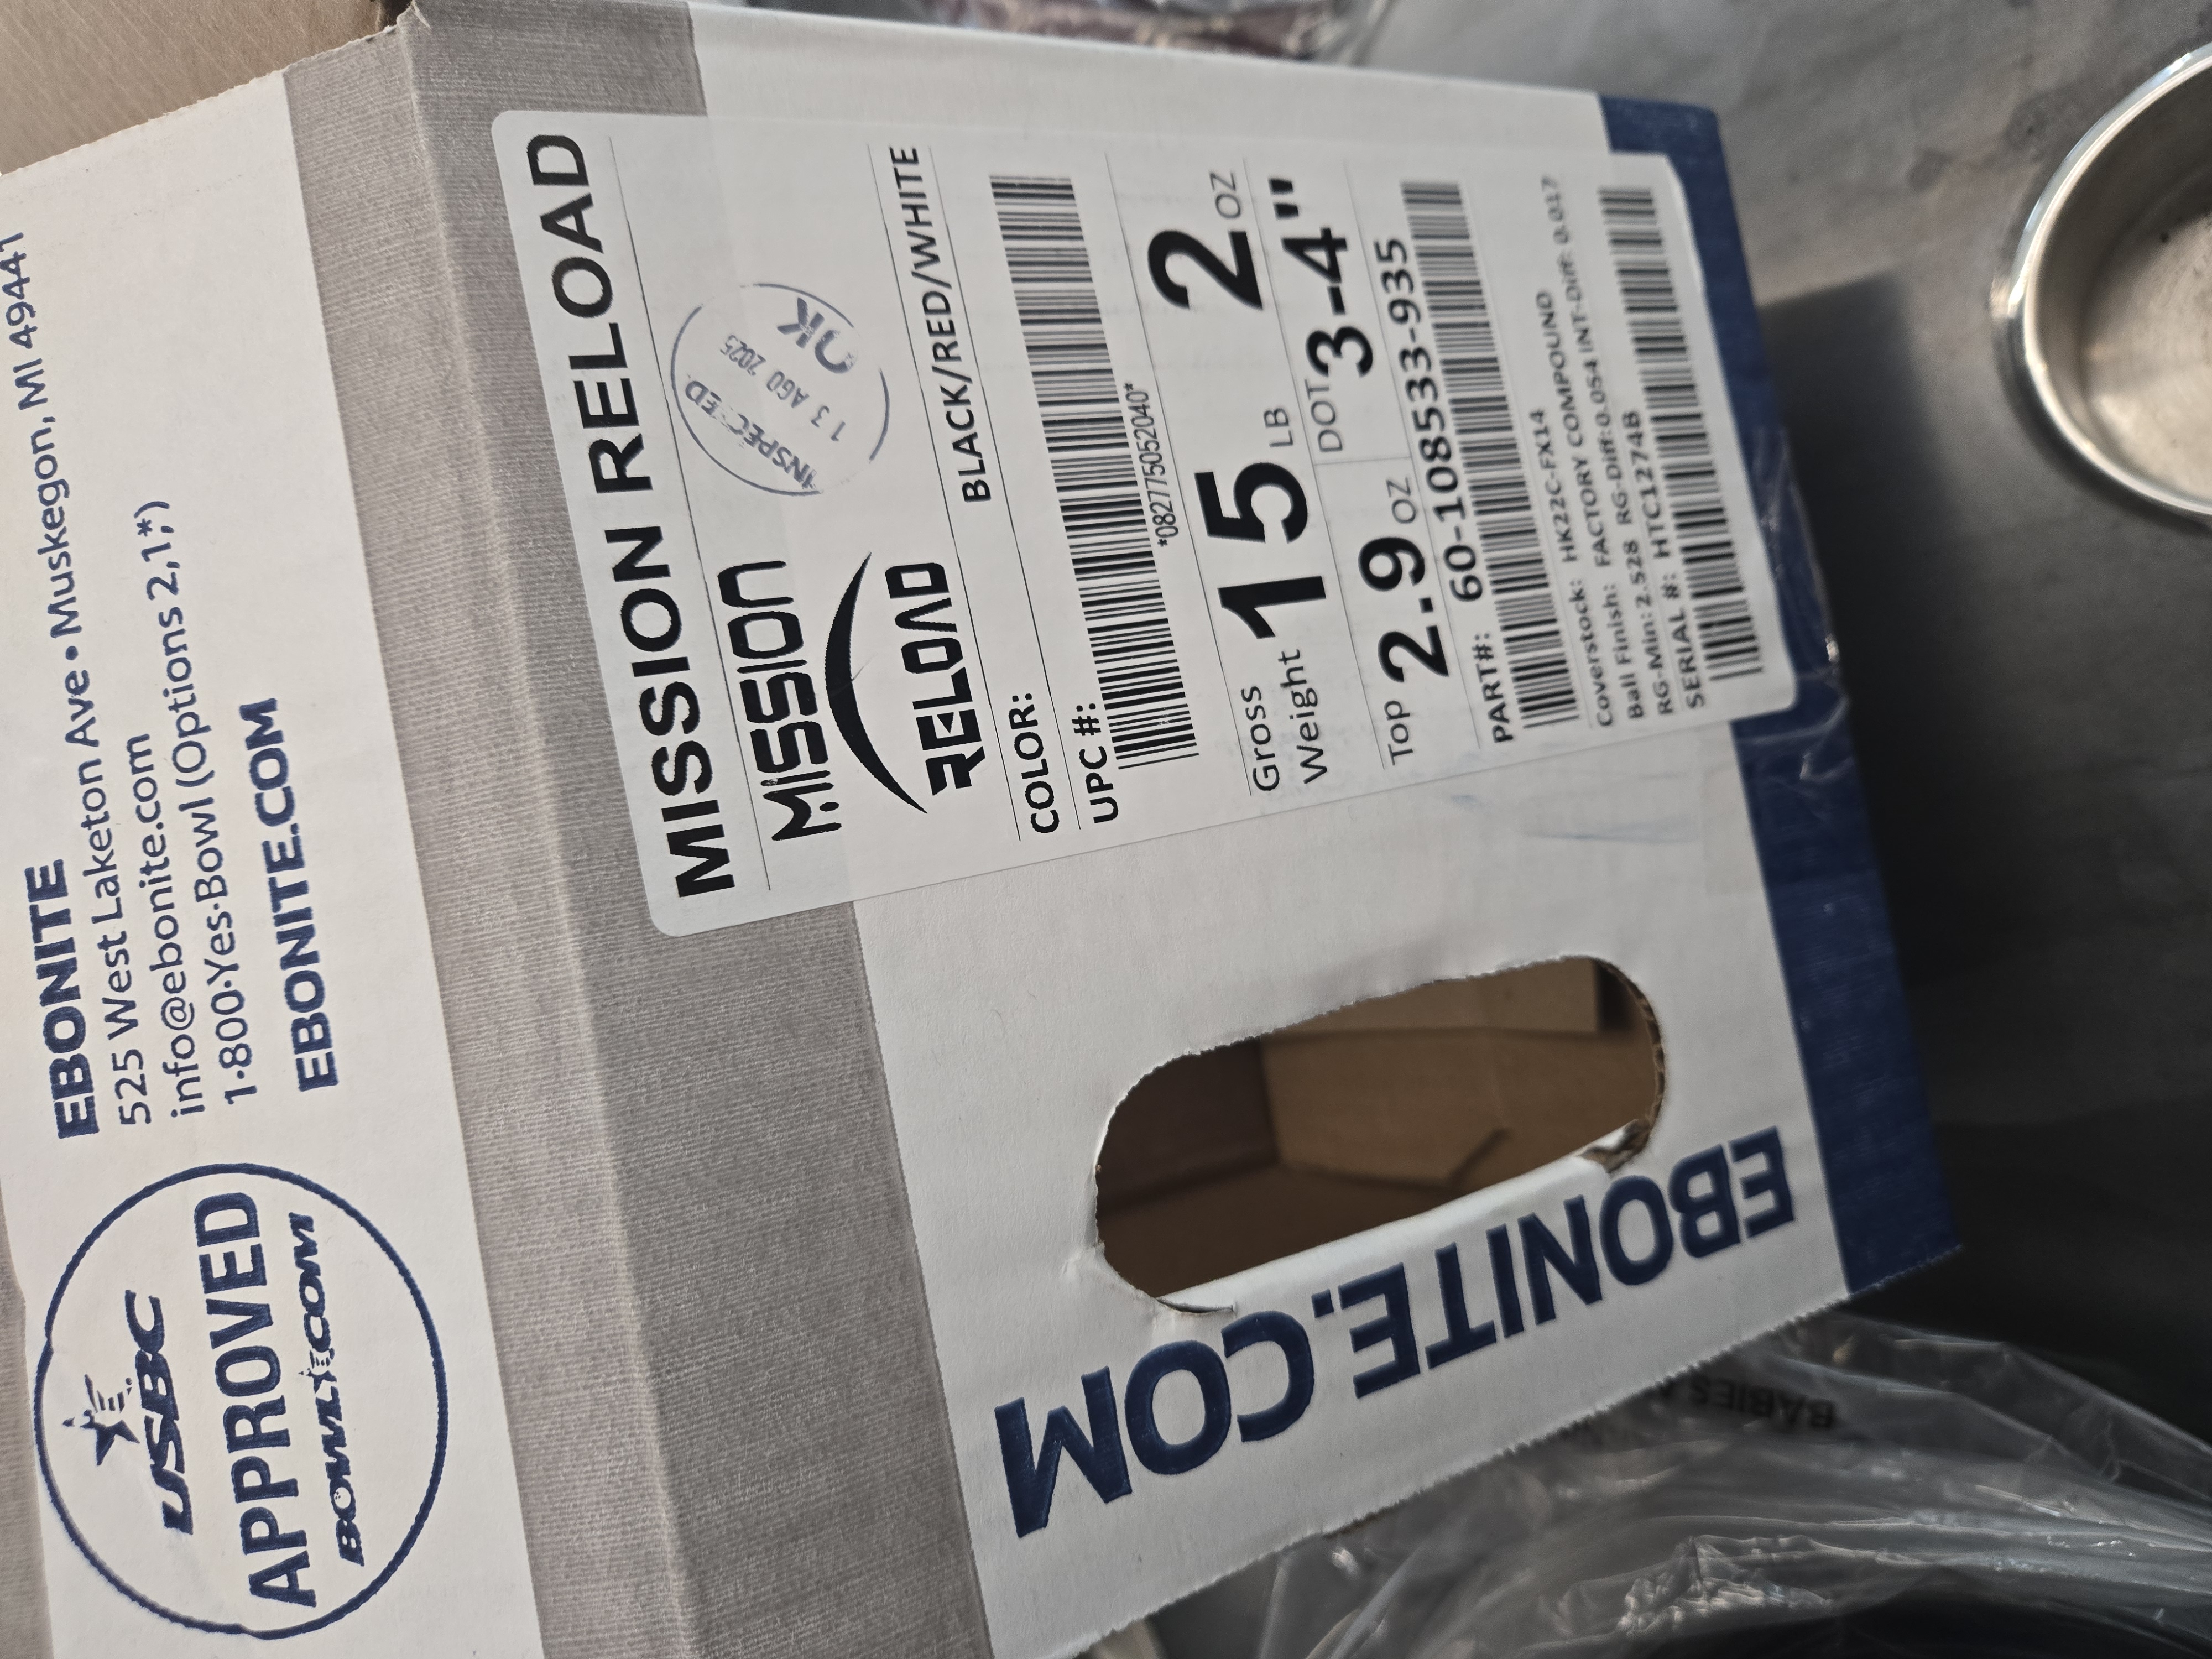 EBONITE
525 West Laketon Ave • Muskegon, MI 49441
info@ebonite.com
1·800·Yes·Bowl (Options 2,1,*)
EBONITE.COM
USBC
APPROVED
BOWL.COM
MISSION RELOAD
MISSION
RELOAD
INSPECTED
13 AGO 2025
OK
COLOR: BLACK/RED/WHITE
UPC #:
*082775052040*
Gross Weight 15 LB 2 OZ
Top 2.9 OZ DOT 3-4"
PART#: 60-108533-935
Coverstock: HK22C-FX14
Ball Finish: FACTORY COMPOUND
RG-Min: 2.528 RG-Diff:0.054 INT-Diff: 0.017
SERIAL #: HTC12774B
EBONITE.COM
BABIES